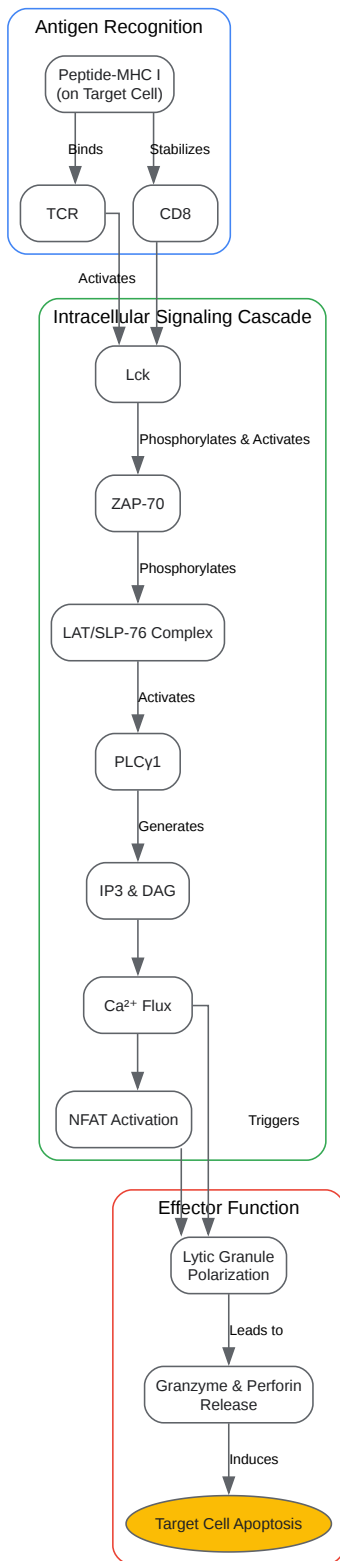 Antigen Recognition
Peptide-MHC I
(on Target Cell)
Binds
Stabilizes
TCR
CD8
Activates
Intracellular Signaling Cascade
Lck
Phosphorylates & Activates
ZAP-70
Phosphorylates
LAT/SLP-76 Complex
Activates
PLCγ1
Generates
IP3 & DAG
Ca²⁺ Flux
NFAT Activation
Triggers
Effector Function
Lytic Granule
Polarization
Leads to
Granzyme & Perforin
Release
Induces
Target Cell Apoptosis